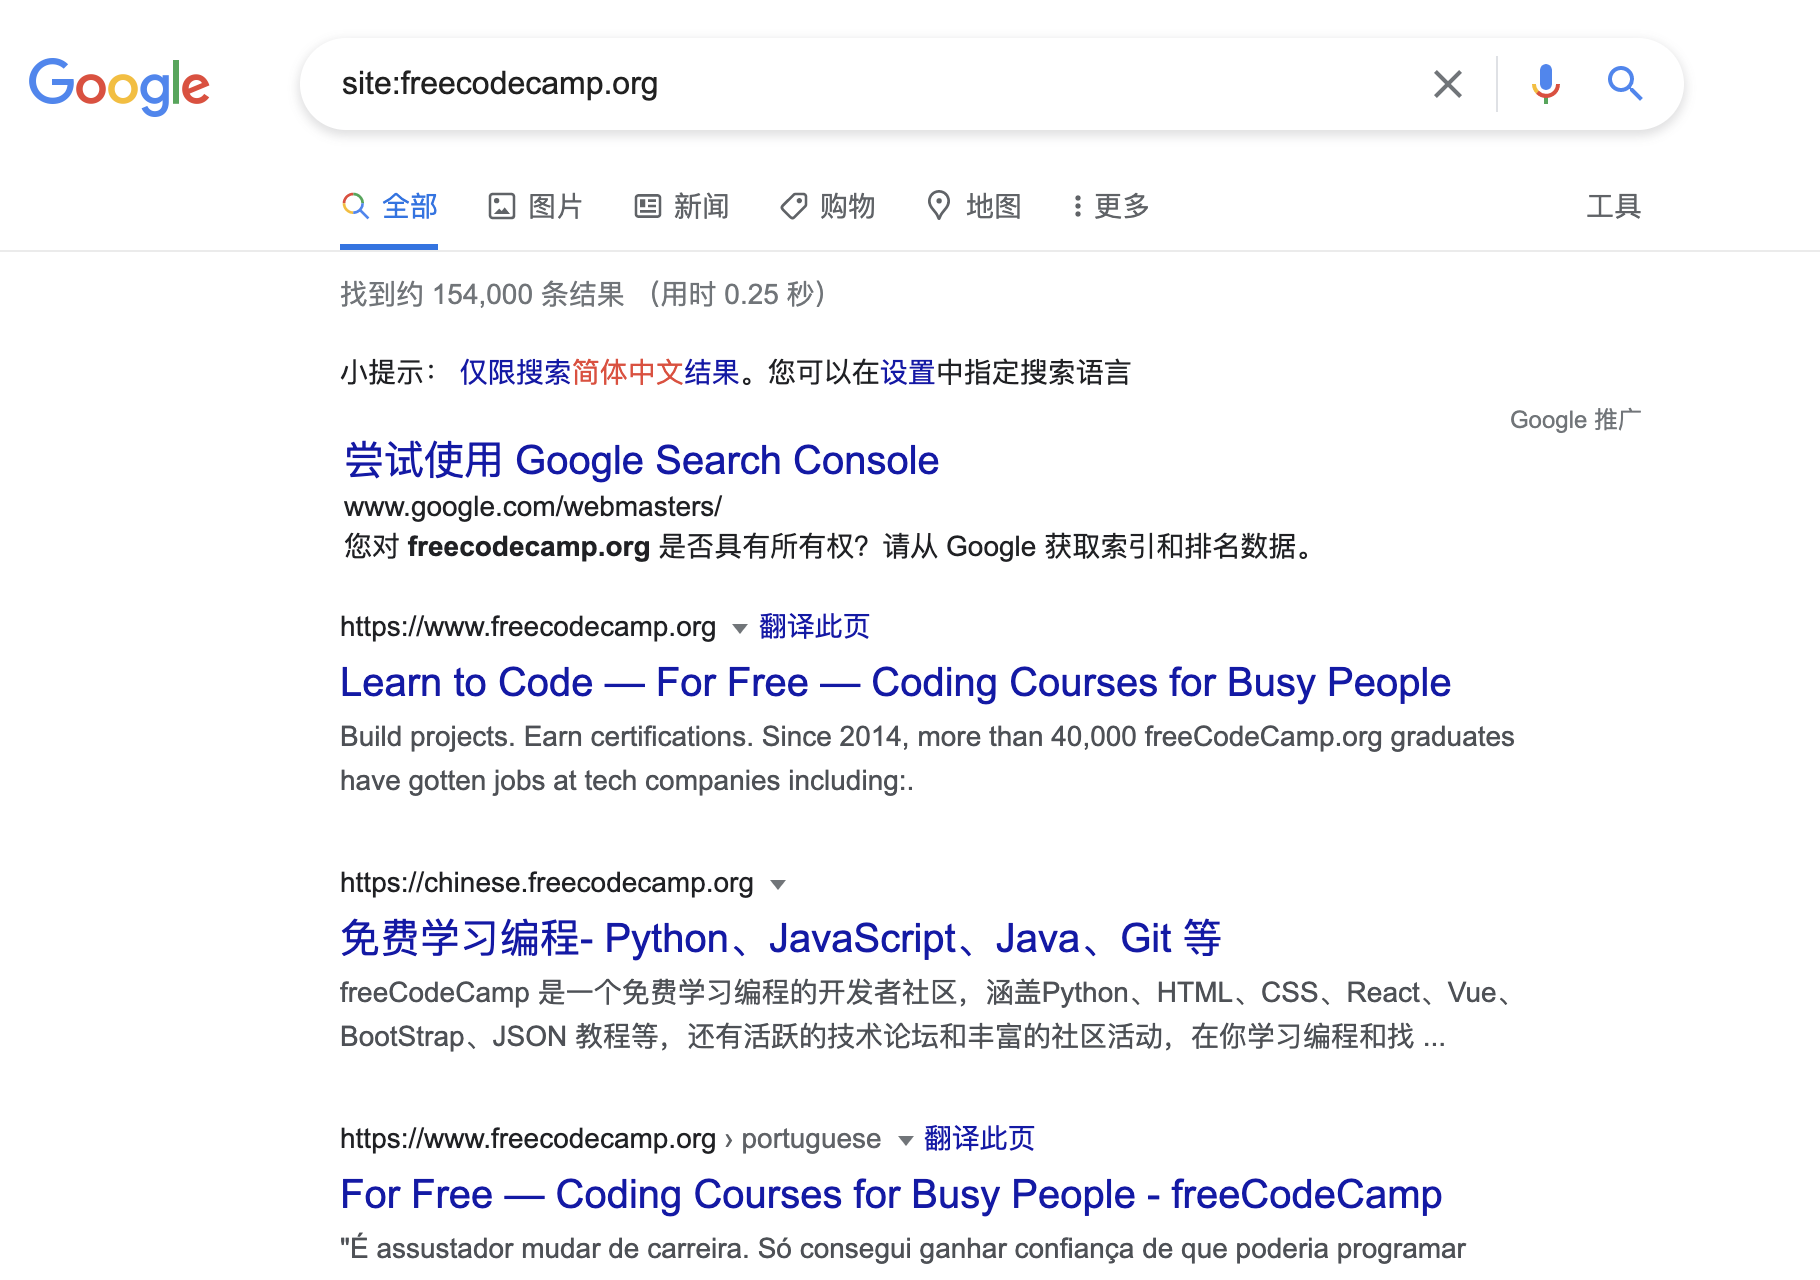 Google
site:freecodecamp.org
全部 图片 新闻 购物 地图 更多 工具
找到约 154,000 条结果 （用时 0.25 秒）
小提示： 仅限搜索简体中文结果。您可以在设置中指定搜索语言
Google 推广
尝试使用 Google Search Console
www.google.com/webmasters/
您对 freecodecamp.org 是否具有所有权？请从 Google 获取索引和排名数据。
https://www.freecodecamp.org 翻译此页
Learn to Code — For Free — Coding Courses for Busy People
Build projects. Earn certifications. Since 2014, more than 40,000 freeCodeCamp.org graduates
have gotten jobs at tech companies including:.
https://chinese.freecodecamp.org
免费学习编程- Python、JavaScript、Java、Git 等
freeCodeCamp 是一个免费学习编程的开发者社区，涵盖Python、HTML、CSS、React、Vue、
BootStrap、JSON 教程等，还有活跃的技术论坛和丰富的社区活动，在你学习编程和找 ...
https://www.freecodecamp.org › portuguese 翻译此页
For Free — Coding Courses for Busy People - freeCodeCamp
"É assustador mudar de carreira. Só consegui ganhar confiança de que poderia programar